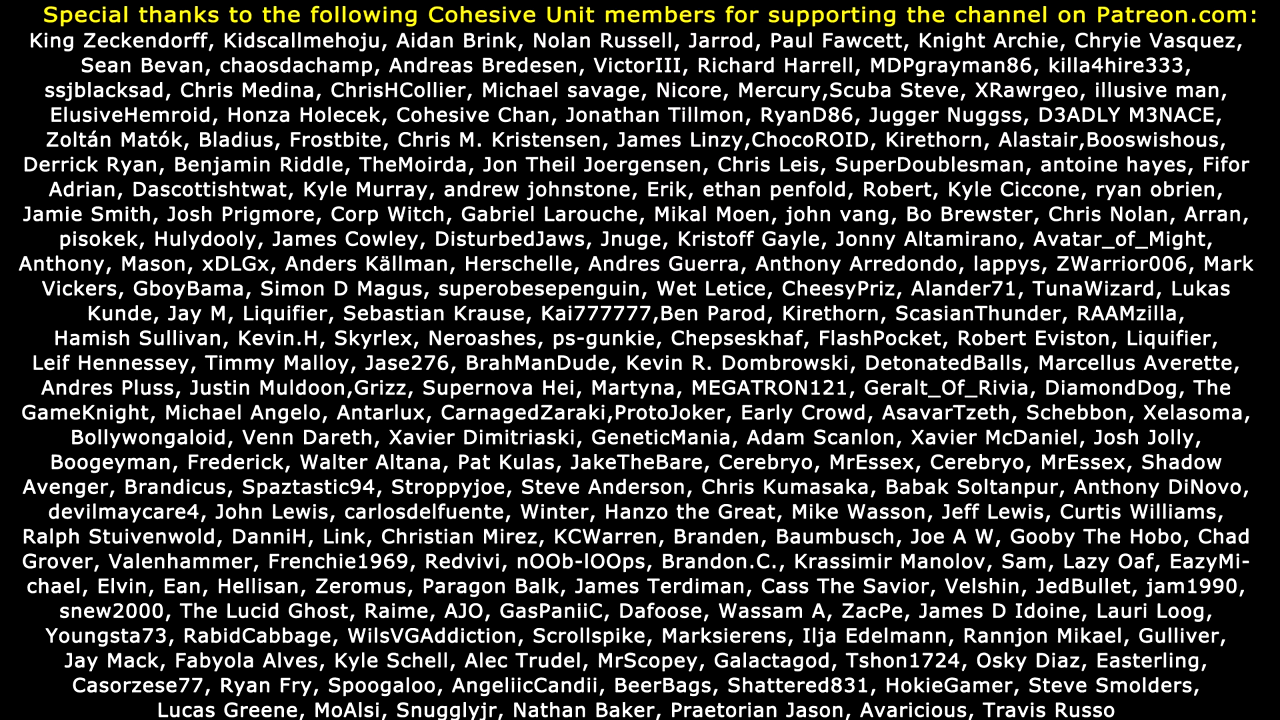 Special thanks to the following Cohesive Unit members for supporting the channel on Patreon.com:
King Zeckendorff, Kidscallmehoju, Aidan Brink, Nolan Russell, Jarrod, Paul Fawcett, Knight Archie, Chryie Vasquez,
Sean Bevan, chaosdachamp, Andreas Bredesen, VictorIII, Richard Harrell, MDPgrayman86, killa4hire333,
ssjblacksad, Chris Medina, ChrisHCollier, Michael savage, Nicore, Mercury,Scuba Steve, XRawrgeo, illusive man,
ElusiveHemroid, Honza Holecek, Cohesive Chan, Jonathan Tillmon, RyanD86, Jugger Nuggss, D3ADLY M3NACE,
Zoltán Matók, Bladius, Frostbite, Chris M. Kristensen, James Linzy,ChocoROID, Kirethorn, Alastair,Booswishous,
Derrick Ryan, Benjamin Riddle, TheMoirda, Jon Theil Joergensen, Chris Leis, SuperDoublesman, antoine hayes, Fifor
Adrian, Dascottishtwat, Kyle Murray, andrew johnstone, Erik, ethan penfold, Robert, Kyle Ciccone, ryan obrien,
Jamie Smith, Josh Prigmore, Corp Witch, Gabriel Larouche, Mikal Moen, john vang, Bo Brewster, Chris Nolan, Arran,
pisokek, Hulydooly, James Cowley, DisturbedJaws, Jnuge, Kristoff Gayle, Jonny Altamirano, Avatar_of_Might,
Anthony, Mason, xDLGx, Anders Källman, Herschelle, Andres Guerra, Anthony Arredondo, lappys, ZWarrior006, Mark
Vickers, GboyBama, Simon D Magus, superobesepenguin, Wet Letice, CheesyPriz, Alander71, TunaWizard, Lukas
Kunde, Jay M, Liquifier, Sebastian Krause, Kai777777,Ben Parod, Kirethorn, ScasianThunder, RAAMzilla,
Hamish Sullivan, Kevin.H, Skyrlex, Neroashes, ps-gunkie, Chepseskhaf, FlashPocket, Robert Eviston, Liquifier,
Leif Hennessey, Timmy Malloy, Jase276, BrahManDude, Kevin R. Dombrowski, DetonatedBalls, Marcellus Averette,
Andres Pluss, Justin Muldoon,Grizz, Supernova Hei, Martyna, MEGATRON121, Geralt_Of_Rivia, DiamondDog, The
GameKnight, Michael Angelo, Antarlux, CarnagedZaraki,ProtoJoker, Early Crowd, AsavarTzeth, Schebbon, Xelasoma,
Bollywongaloid, Venn Dareth, Xavier Dimitriaski, GeneticMania, Adam Scanlon, Xavier McDaniel, Josh Jolly,
Boogeyman, Frederick, Walter Altana, Pat Kulas, JakeTheBare, Cerebryo, MrEssex, Cerebryo, MrEssex, Shadow
Avenger, Brandicus, Spaztastic94, Stroppyjoe, Steve Anderson, Chris Kumasaka, Babak Soltanpur, Anthony DiNovo,
devilmaycare4, John Lewis, carlosdelfuente, Winter, Hanzo the Great, Mike Wasson, Jeff Lewis, Curtis Williams,
Ralph Stuivenwold, DanniH, Link, Christian Mirez, KCWarren, Branden, Baumbusch, Joe A W, Gooby The Hobo, Chad
Grover, Valenhammer, Frenchie1969, Redvivi, nOOb-lOOps, Brandon.C., Krassimir Manolov, Sam, Lazy Oaf, EazyMi-
chael, Elvin, Ean, Hellisan, Zeromus, Paragon Balk, James Terdiman, Cass The Savior, Velshin, JedBullet, jam1990,
snew2000, The Lucid Ghost, Raime, AJO, GasPaniiC, Dafoose, Wassam A, ZacPe, James D Idoine, Lauri Loog,
Youngsta73, RabidCabbage, WilsVGAddiction, Scrollspike, Marksierens, Ilja Edelmann, Rannjon Mikael, Gulliver,
Jay Mack, Fabyola Alves, Kyle Schell, Alec Trudel, MrScopey, Galactagod, Tshon1724, Osky Diaz, Easterling,
Casorzese77, Ryan Fry, Spoogaloo, AngeliicCandii, BeerBags, Shattered831, HokieGamer, Steve Smolders,
Lucas Greene, MoAlsi, Snugglyjr, Nathan Baker, Praetorian Jason, Avaricious, Travis Russo